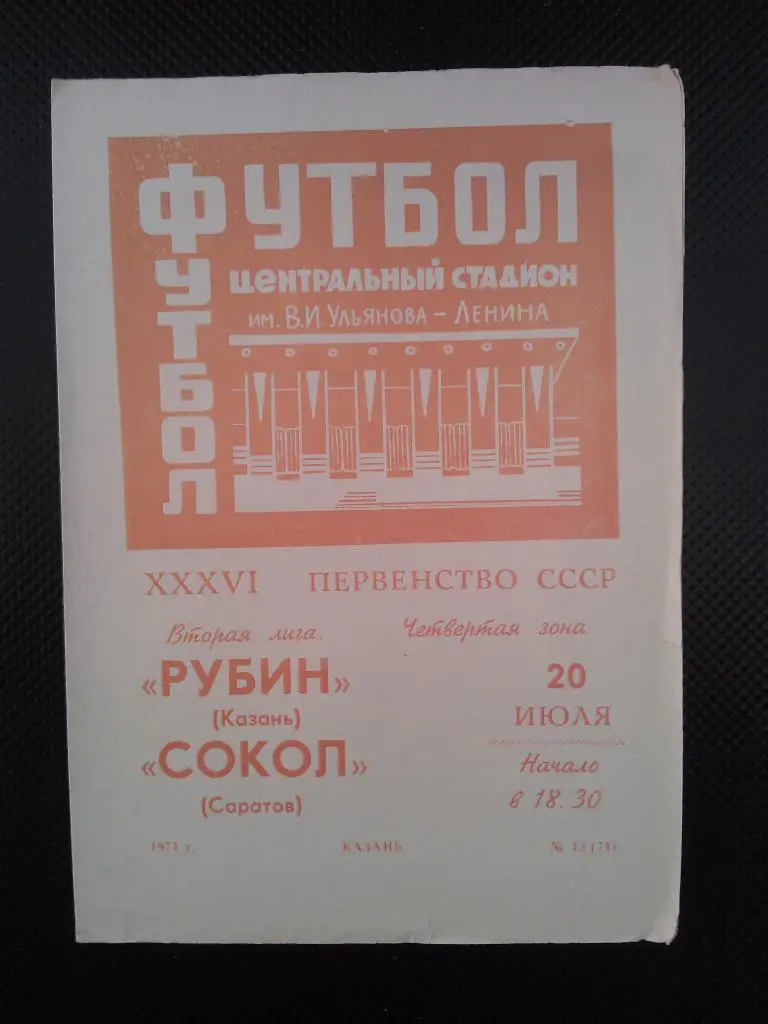 ФУТБОЛ
ФУТБОЛ
ЦЕНТРАЛЬНЫЙ СТАДИОН
ИМ. В.И. УЛЬЯНОВА – ЛЕНИНА
XXXVI ПЕРВЕНСТВО СССР
Вторая лига. Четвертая зона
«РУБИН»
(Казань)
«СОКОЛ»
(Саратов)
20
ИЮЛЯ
Начало
в 18.30
1974 г. КАЗАНЬ №